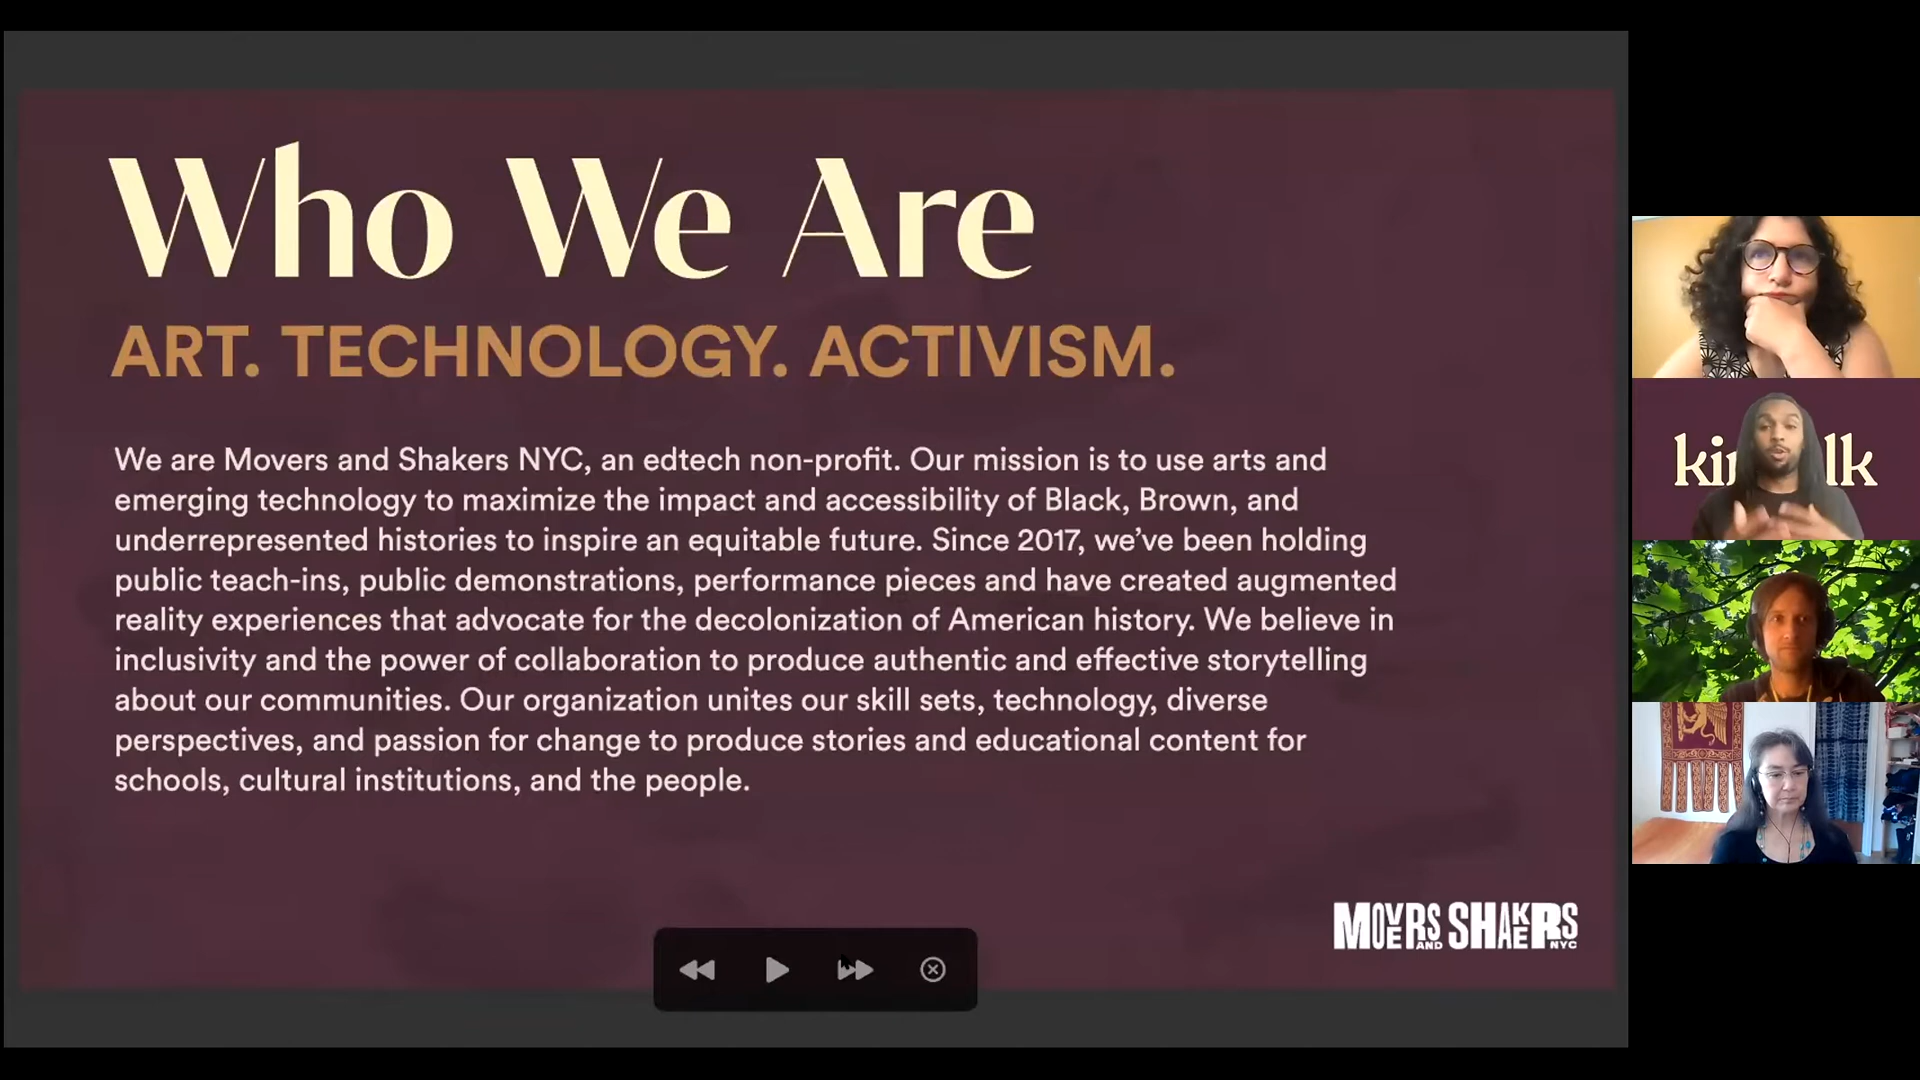 Who We Are
ART. TECHNOLOGY. ACTIVISM.
We are Movers and Shakers NYC, an edtech non-profit. Our mission is to use arts and
emerging technology to maximize the impact and accessibility of Black, Brown, and
underrepresented histories to inspire an equitable future. Since 2017, we’ve been holding
public teach-ins, public demonstrations, performance pieces and have created augmented
reality experiences that advocate for the decolonization of American history. We believe in
inclusivity and the power of collaboration to produce authentic and effective storytelling
about our communities. Our organization unites our skill sets, technology, diverse
perspectives, and passion for change to produce stories and educational content for
schools, cultural institutions, and the people.
MOVERS AND SHAKERS NYC